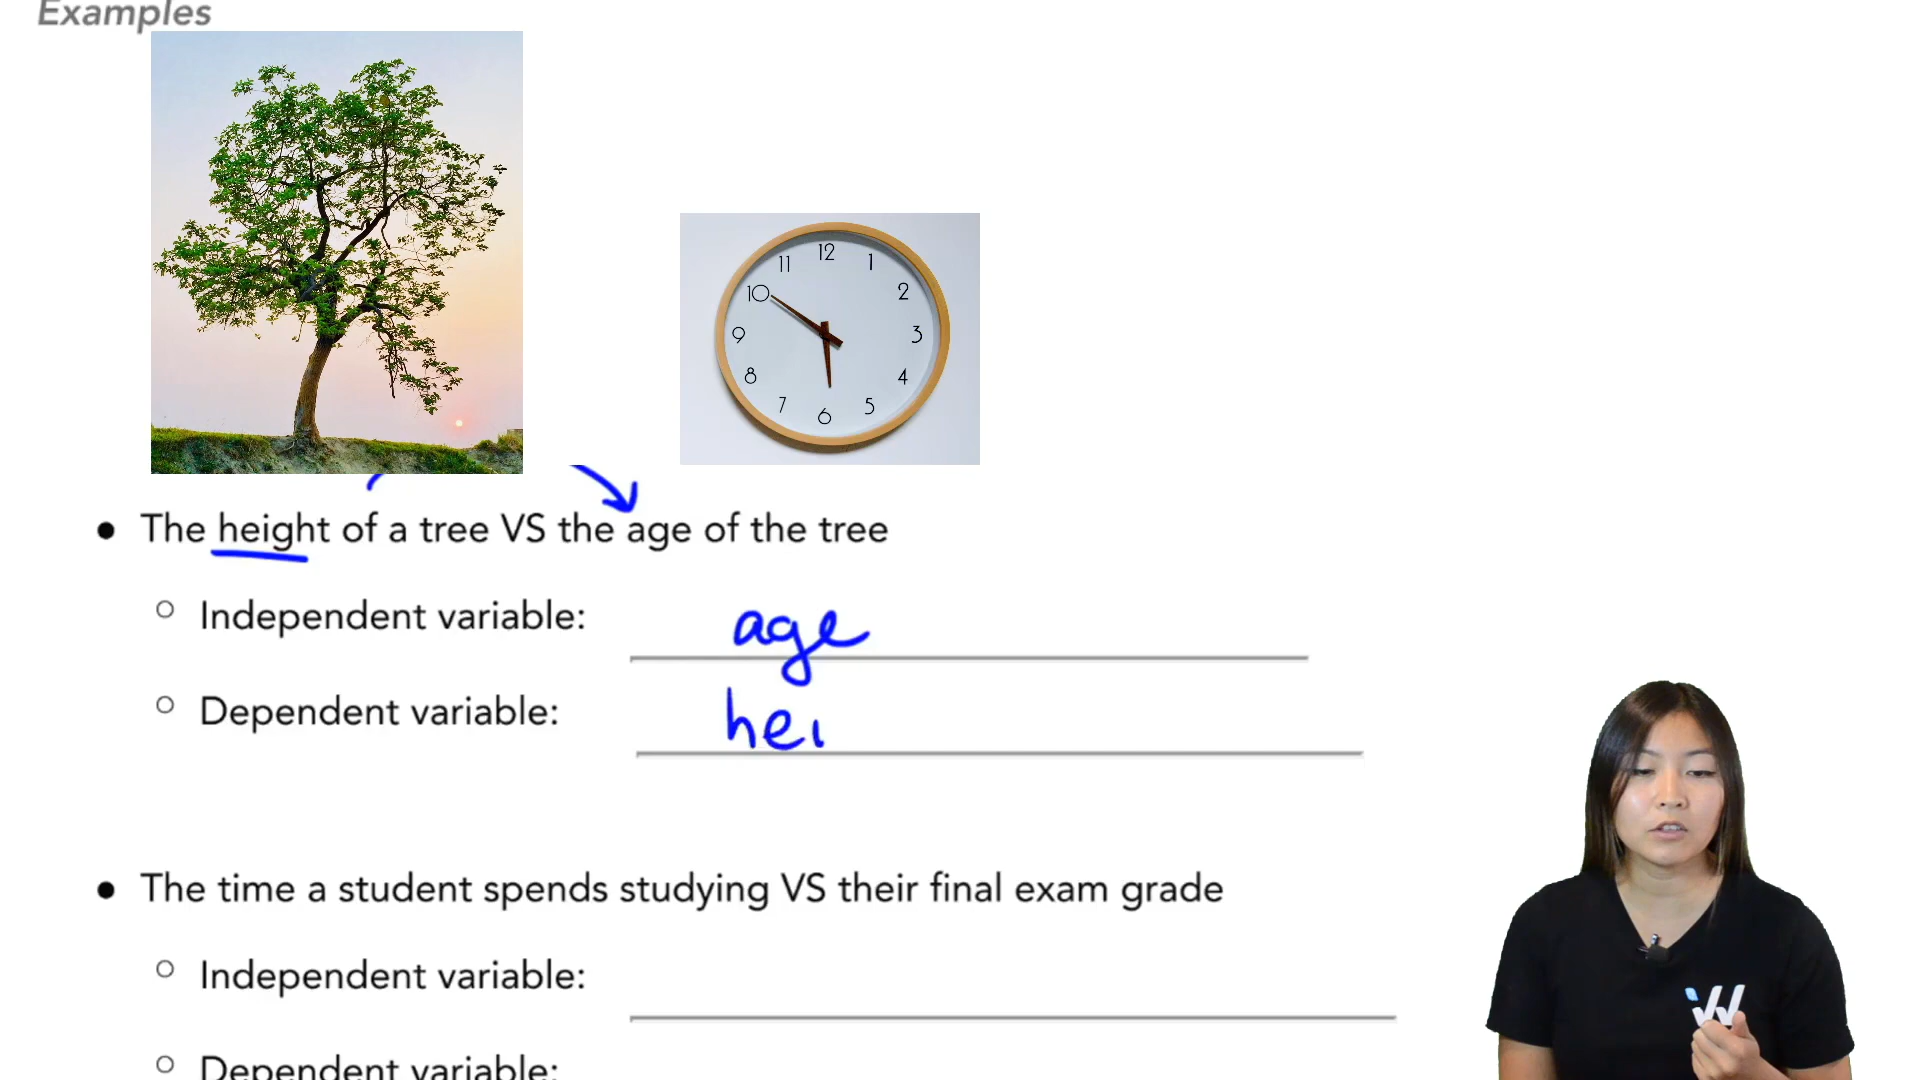 Examples
12
11 1
10 2
9 3
8 4
7 5
6
• The height of a tree VS the age of the tree
○ Independent variable: age
○ Dependent variable: hei
• The time a student spends studying VS their final exam grade
○ Independent variable:
○ Dependent variable:
W